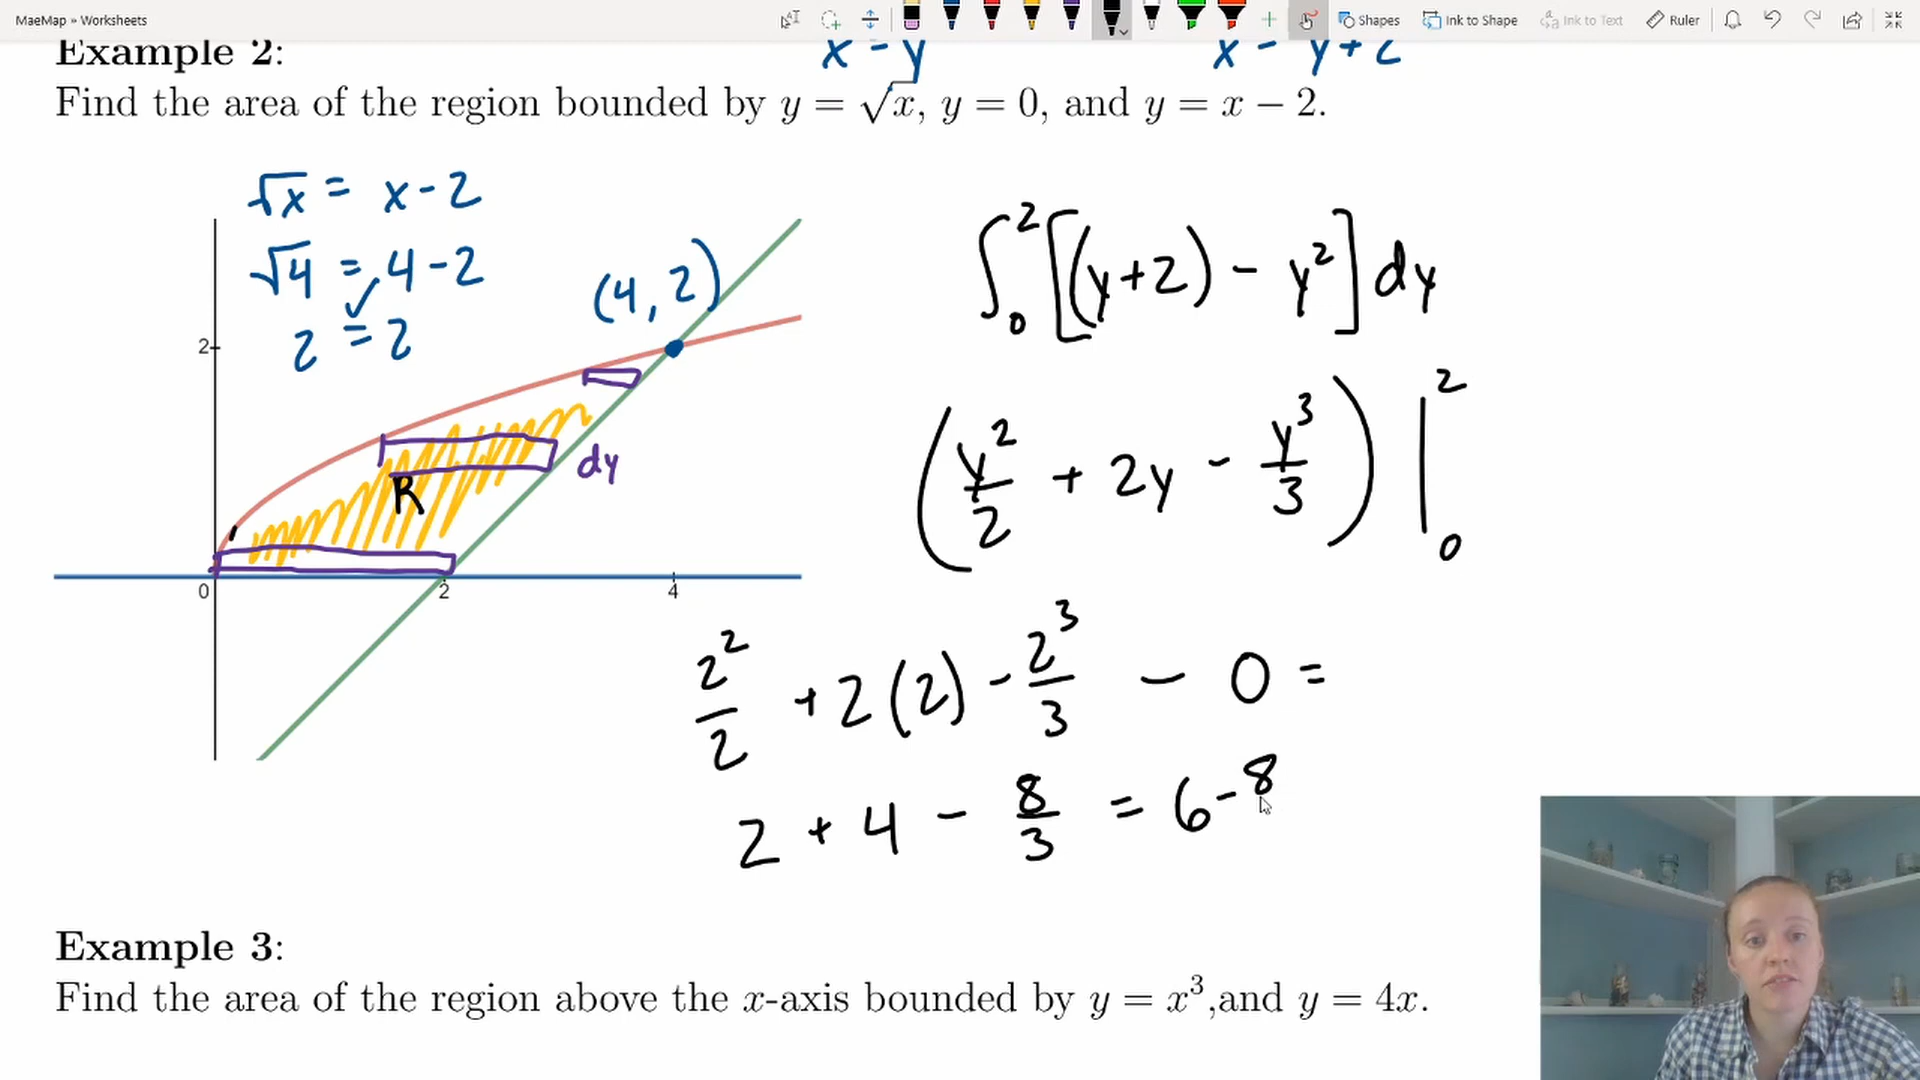 MaeMap » Worksheets
Shapes
Ink to Shape
Ink to Text
Ruler
Example 2:
x = y
x = y+2
Find the area of the region bounded by y = √x, y = 0, and y = x − 2.
√x = x-2
√4 = 4-2
2 = 2
✓
(4, 2)
2
R
dy
0
2
4
∫₀² [(y+2) - y²] dy
(y²/2 + 2y - y³/3) |₀²
2²/2 + 2(2) - 2³/3 - 0 =
2 + 4 - 8/3 = 6 - 8
Example 3:
Find the area of the region above the x-axis bounded by y = x³,and y = 4x.